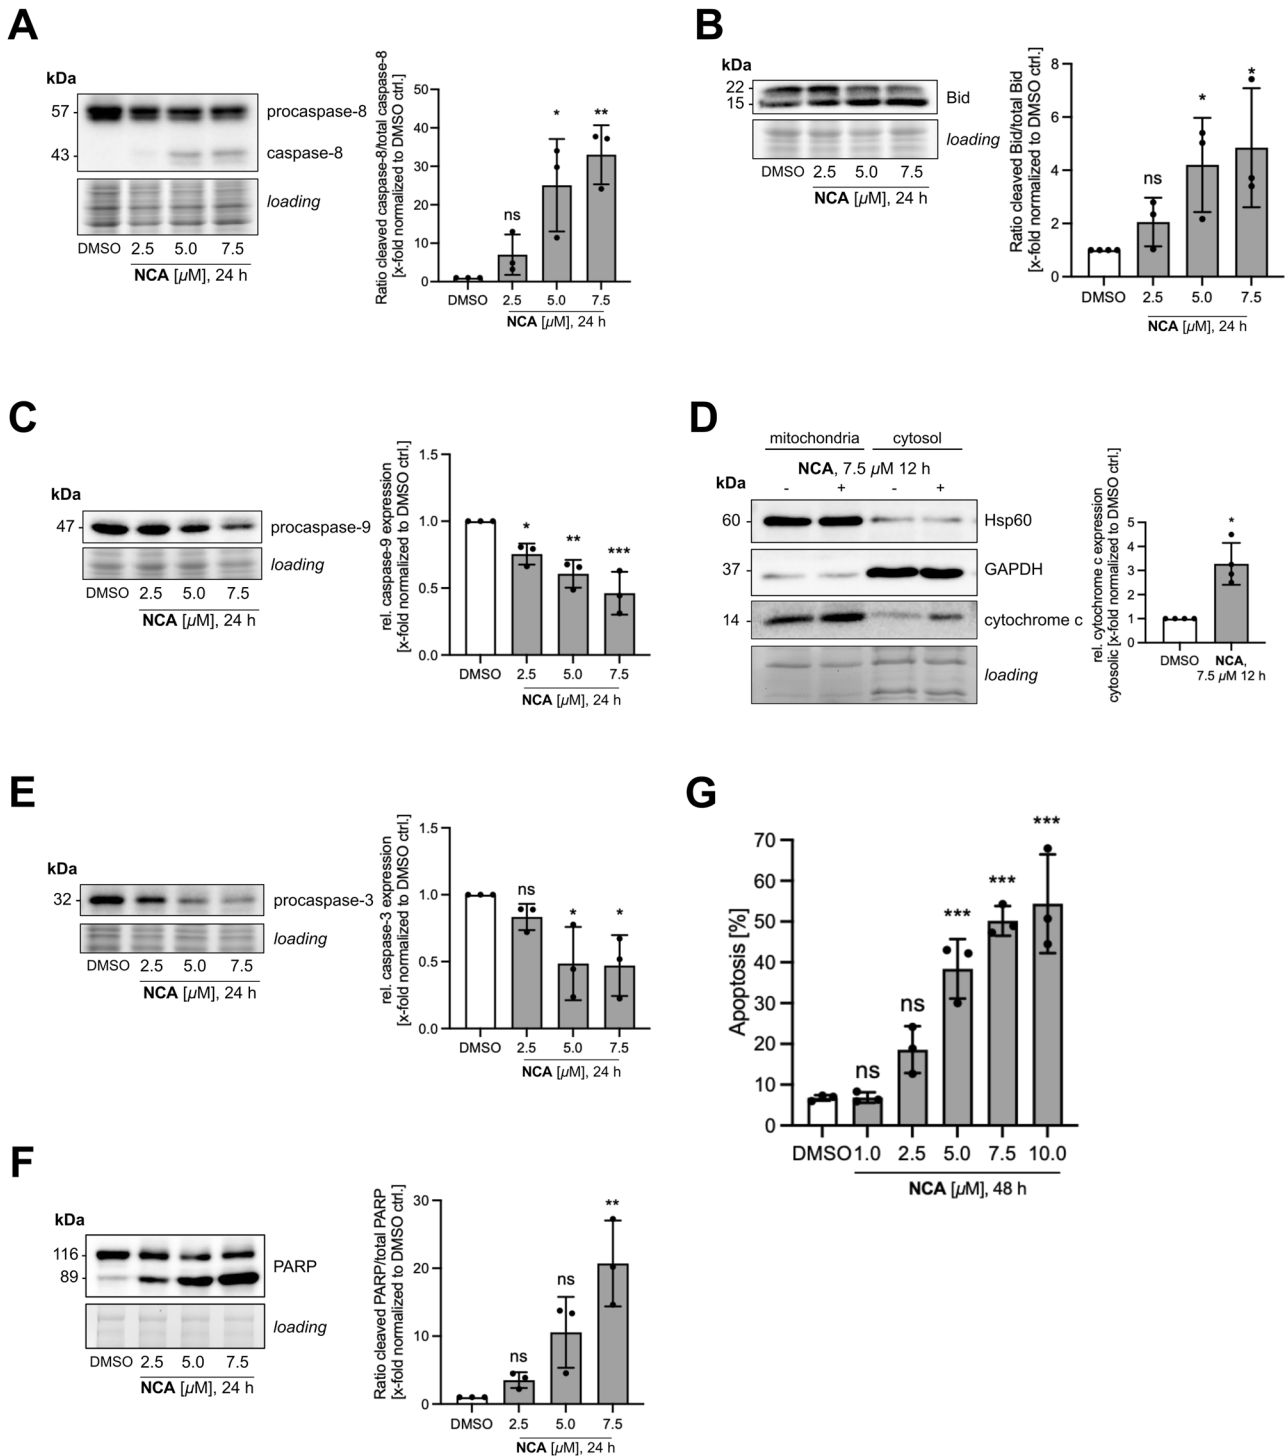 A
kDa
57
procaspase-8
43
caspase-8
loading
DMSO 2.5 5.0 7.5
NCA [µM], 24 h
Ratio cleaved caspase-8/total caspase-8
[x-fold normalized to DMSO ctrl.]
50
40
30
20
10
0
ns
*
**
DMSO 2.5 5.0 7.5
NCA [µM], 24 h
B
kDa
22
15
Bid
loading
DMSO 2.5 5.0 7.5
NCA [µM], 24 h
Ratio cleaved Bid/total Bid
[x-fold normalized to DMSO ctrl.]
8
6
4
2
0
ns
*
*
DMSO 2.5 5.0 7.5
NCA [µM], 24 h
C
kDa
47
procaspase-9
loading
DMSO 2.5 5.0 7.5
NCA [µM], 24 h
rel. caspase-9 expression
[x-fold normalized to DMSO ctrl.]
1.5
1.0
0.5
0.0
*
**
***
DMSO 2.5 5.0 7.5
NCA [µM], 24 h
D
mitochondria cytosol
NCA, 7.5 µM 12 h
kDa
- + - +
60
Hsp60
37
GAPDH
14
cytochrome c
loading
rel. cytochrome c expression
cytosolic [x-fold normalized to DMSO ctrl.]
5
4
3
2
1
0
*
DMSO NCA,
7.5 µM 12 h
E
kDa
32
procaspase-3
loading
DMSO 2.5 5.0 7.5
NCA [µM], 24 h
rel. caspase-3 expression
[x-fold normalized to DMSO ctrl.]
1.5
1.0
0.5
0.0
ns
*
*
DMSO 2.5 5.0 7.5
NCA [µM], 24 h
G
Apoptosis [%]
70
60
50
40
30
20
10
0
ns
ns
***
***
***
DMSO 1.0 2.5 5.0 7.5 10.0
NCA [µM], 48 h
F
kDa
116
89
PARP
loading
DMSO 2.5 5.0 7.5
NCA [µM], 24 h
Ratio cleaved PARP/total PARP
[x-fold normalized to DMSO ctrl.]
30
20
10
0
ns
ns
**
DMSO 2.5 5.0 7.5
NCA [µM], 24 h